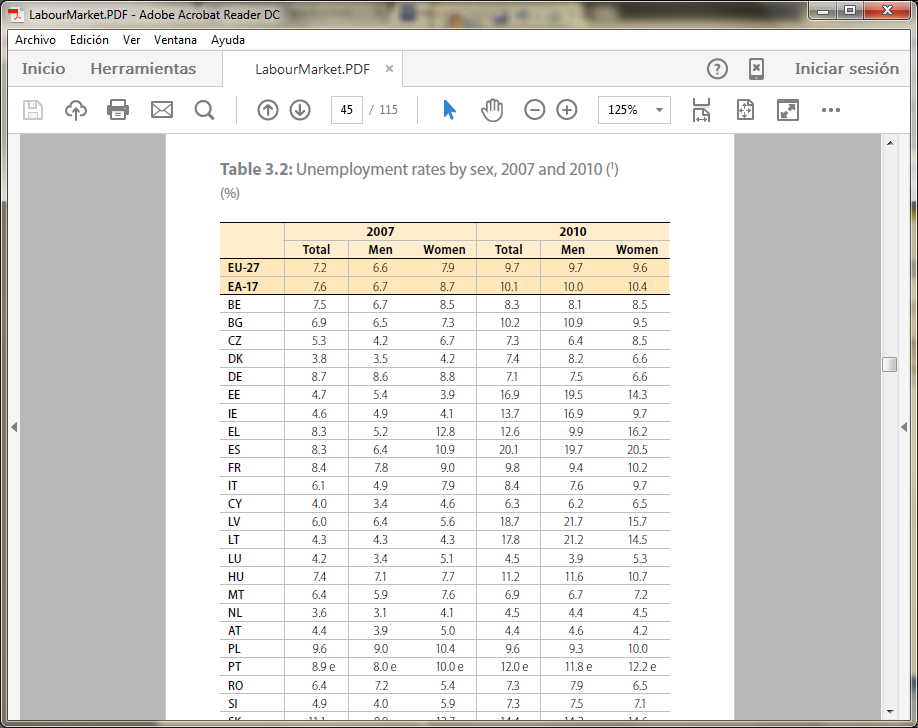 LabourMarket.PDF - Adobe Acrobat Reader DC
Archivo Edición Ver Ventana Ayuda
Inicio Herramientas LabourMarket.PDF × ? Iniciar sesión
45 / 115 125%
Table 3.2: Unemployment rates by sex, 2007 and 2010 (¹)
(%)
2007 2010
Total Men Women Total Men Women
EU-27 7.2 6.6 7.9 9.7 9.7 9.6
EA-17 7.6 6.7 8.7 10.1 10.0 10.4
BE 7.5 6.7 8.5 8.3 8.1 8.5
BG 6.9 6.5 7.3 10.2 10.9 9.5
CZ 5.3 4.2 6.7 7.3 6.4 8.5
DK 3.8 3.5 4.2 7.4 8.2 6.6
DE 8.7 8.6 8.8 7.1 7.5 6.6
EE 4.7 5.4 3.9 16.9 19.5 14.3
IE 4.6 4.9 4.1 13.7 16.9 9.7
EL 8.3 5.2 12.8 12.6 9.9 16.2
ES 8.3 6.4 10.9 20.1 19.7 20.5
FR 8.4 7.8 9.0 9.8 9.4 10.2
IT 6.1 4.9 7.9 8.4 7.6 9.7
CY 4.0 3.4 4.6 6.3 6.2 6.5
LV 6.0 6.4 5.6 18.7 21.7 15.7
LT 4.3 4.3 4.3 17.8 21.2 14.5
LU 4.2 3.4 5.1 4.5 3.9 5.3
HU 7.4 7.1 7.7 11.2 11.6 10.7
MT 6.4 5.9 7.6 6.9 6.7 7.2
NL 3.6 3.1 4.1 4.5 4.4 4.5
AT 4.4 3.9 5.0 4.4 4.6 4.2
PL 9.6 9.0 10.4 9.6 9.3 10.0
PT 8.9 e 8.0 e 10.0 e 12.0 e 11.8 e 12.2 e
RO 6.4 7.2 5.4 7.3 7.9 6.5
SI 4.9 4.0 5.9 7.3 7.5 7.1